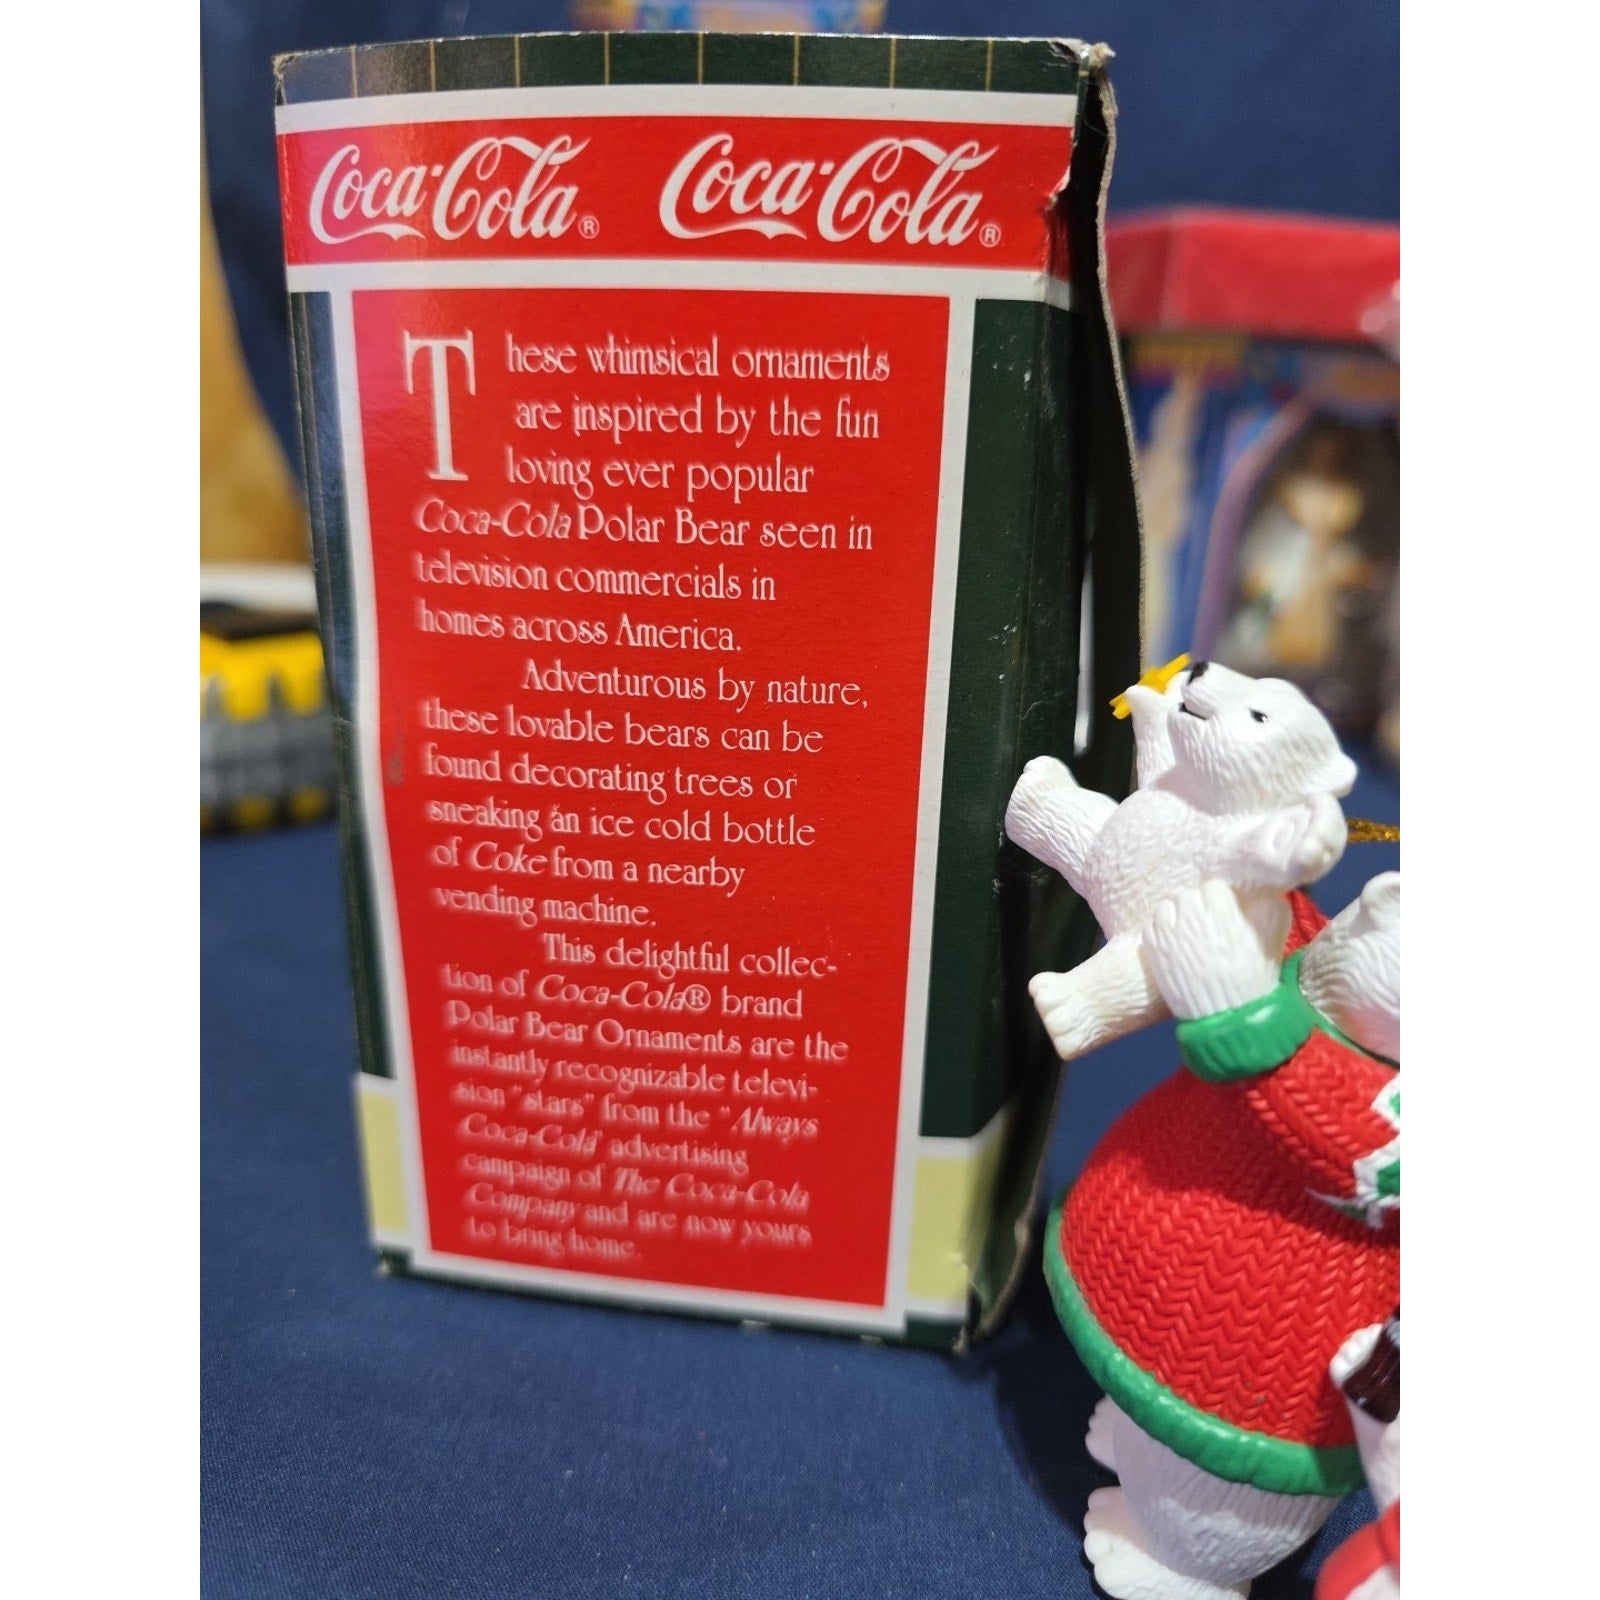 Coca-Cola® Coca-Cola®
These whimsical ornaments
are inspired by the fun
loving ever popular
Coca-Cola Polar Bear seen in
television commercials in
homes across America.
Adventurous by nature,
these lovable bears can be
found decorating trees or
sneaking an ice cold bottle
of Coke from a nearby
vending machine.
This delightful collec-
tion of Coca-Cola® brand
Polar Bear Ornaments are the
instantly recognizable televi-
sion "stars" from the "Always
Coca-Cola" advertising
campaign of The Coca-Cola
Company and are now yours
to bring home.